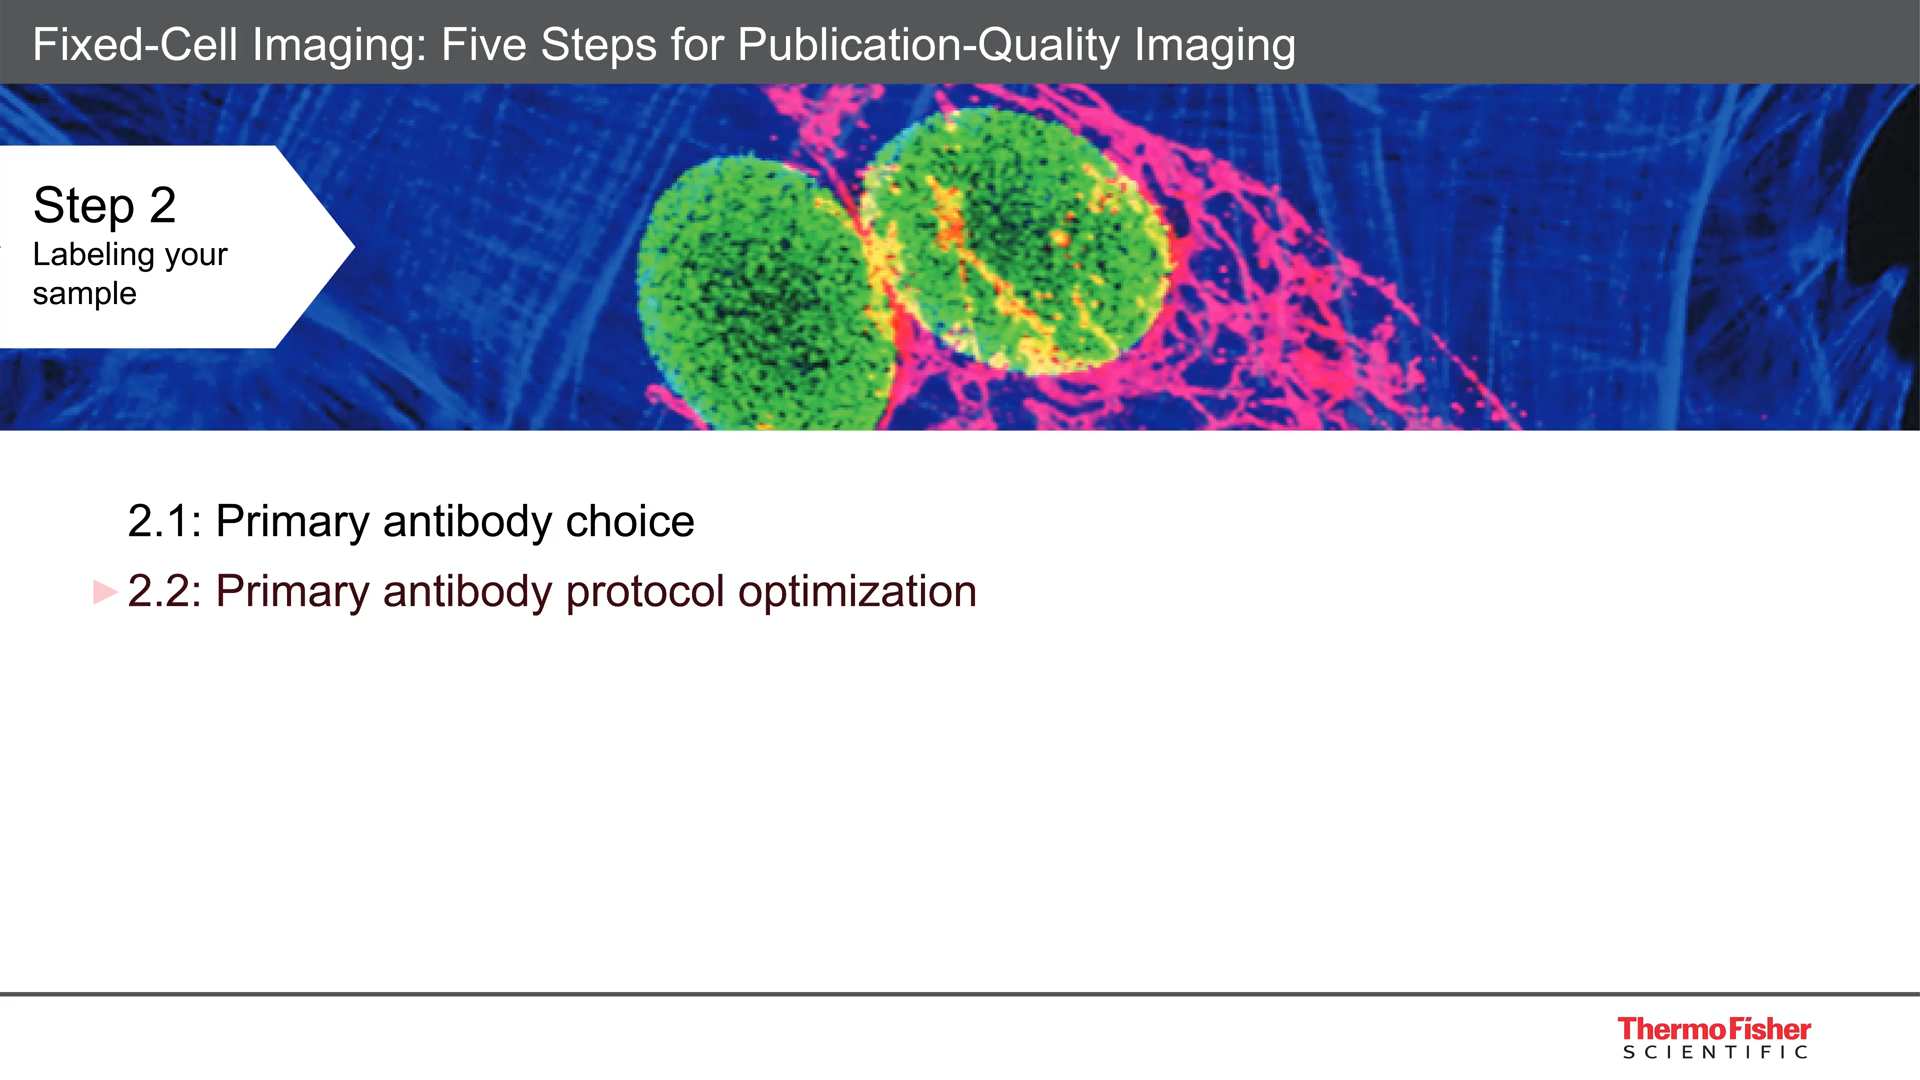 Fixed-Cell Imaging: Five Steps for Publication-Quality Imaging
Step 2
Labeling your
sample
2.1: Primary antibody choice
2.2: Primary antibody protocol optimization
ThermoFisher
SCIENTIFIC